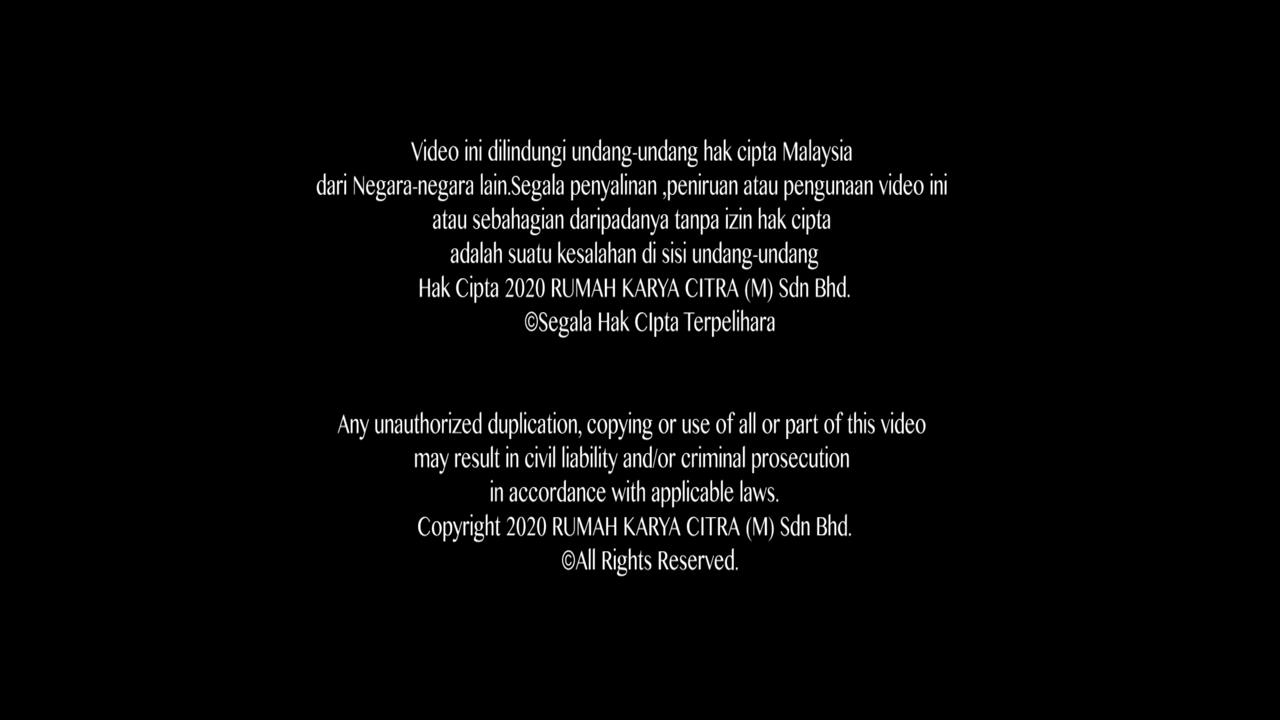 Video ini dilindungi undang-undang hak cipta Malaysia
dari Negara-negara lain.Segala penyalinan ,peniruan atau pengunaan video ini
atau sebahagian daripadanya tanpa izin hak cipta
adalah suatu kesalahan di sisi undang-undang
Hak Cipta 2020 RUMAH KARYA CITRA (M) Sdn Bhd.
©Segala Hak CIpta Terpelihara
Any unauthorized duplication, copying or use of all or part of this video
may result in civil liability and/or criminal prosecution
in accordance with applicable laws.
Copyright 2020 RUMAH KARYA CITRA (M) Sdn Bhd.
©All Rights Reserved.